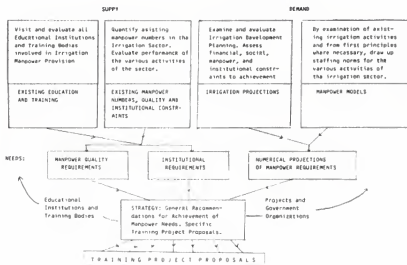 SUPPY
DEMAND
Visit and evaluate all
Educational Institutions
and Training Bodies
involved in Irrigation
Manpower Provision
EXISTING EDUCATION
AND TRAINING
Quantify existing
manpower numbers in the
Irrigation Sector.
Evaluate performance of
the various activities
of the sector.
EXISTING MANPOWER
NUMBERS, QUALITY AND
INSTITUTIONAL CONSTR-
AINTS
Examine and evaluate
Irrigation Development
Planning. Assess
financial, social,
manpower, and
institutional constr-
aints to achievement
IRRIGATION PROJECTIONS
By examination of exist-
ing irrigation activities
and from first principles
where necessary, draw up
staffing norms for the
various activities of
the irrigation sector.
MANPOWER MODELS
NEEDS:
MANPOWER QUALITY
REQUIREMENTS
INSTITUTIONAL
REQUIREMENTS
NUMERICAL PROJECTIONS
OF MANPOWER REQUIREMENTS
Educational
Institutions and
Training Bodies
STRATEGY: General Recommen-
dations for Achievement of
Manpower Needs. Specific
Training Project Proposals.
Projects and
Government
Organizations
TRAINING PROJECT PROPOSALS